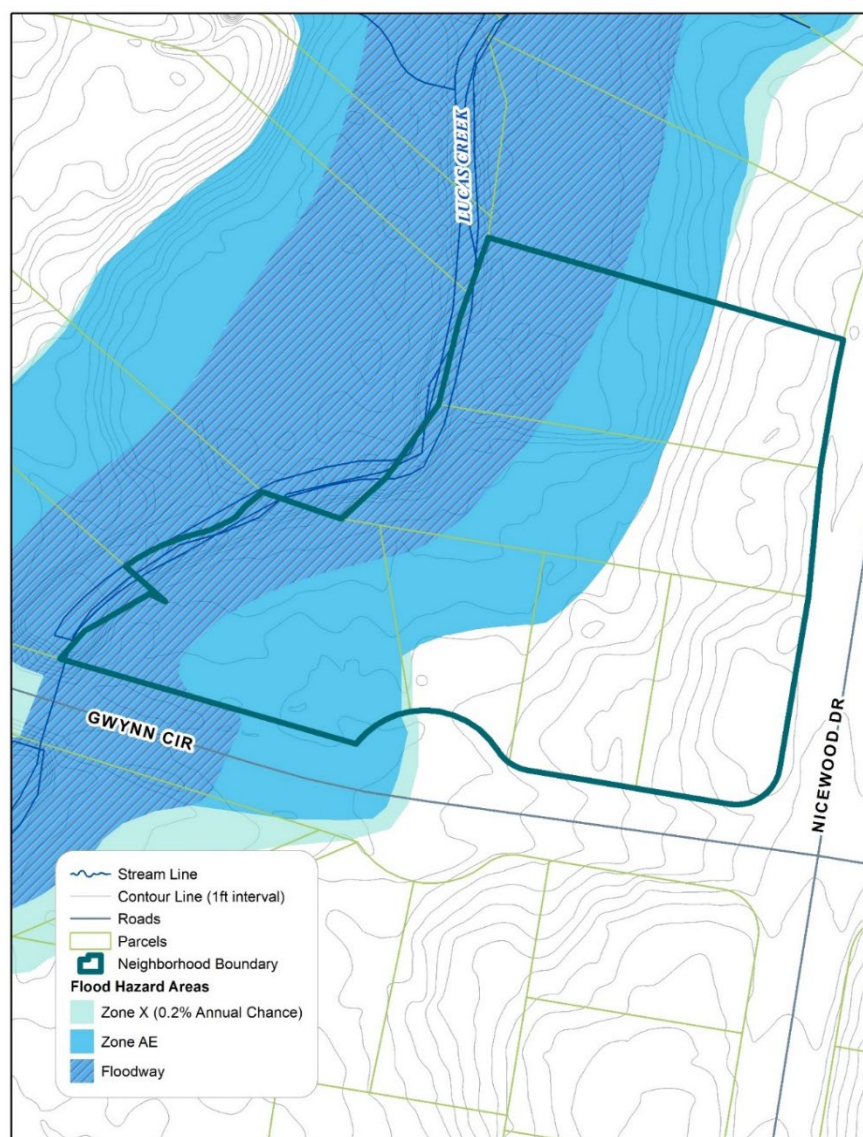 LUCAS CREEK
GWYNN CIR
NICEWOOD DR
Stream Line
Contour Line (1ft interval)
Roads
Parcels
Neighborhood Boundary
Flood Hazard Areas
Zone X (0.2% Annual Chance)
Zone AE
Floodway